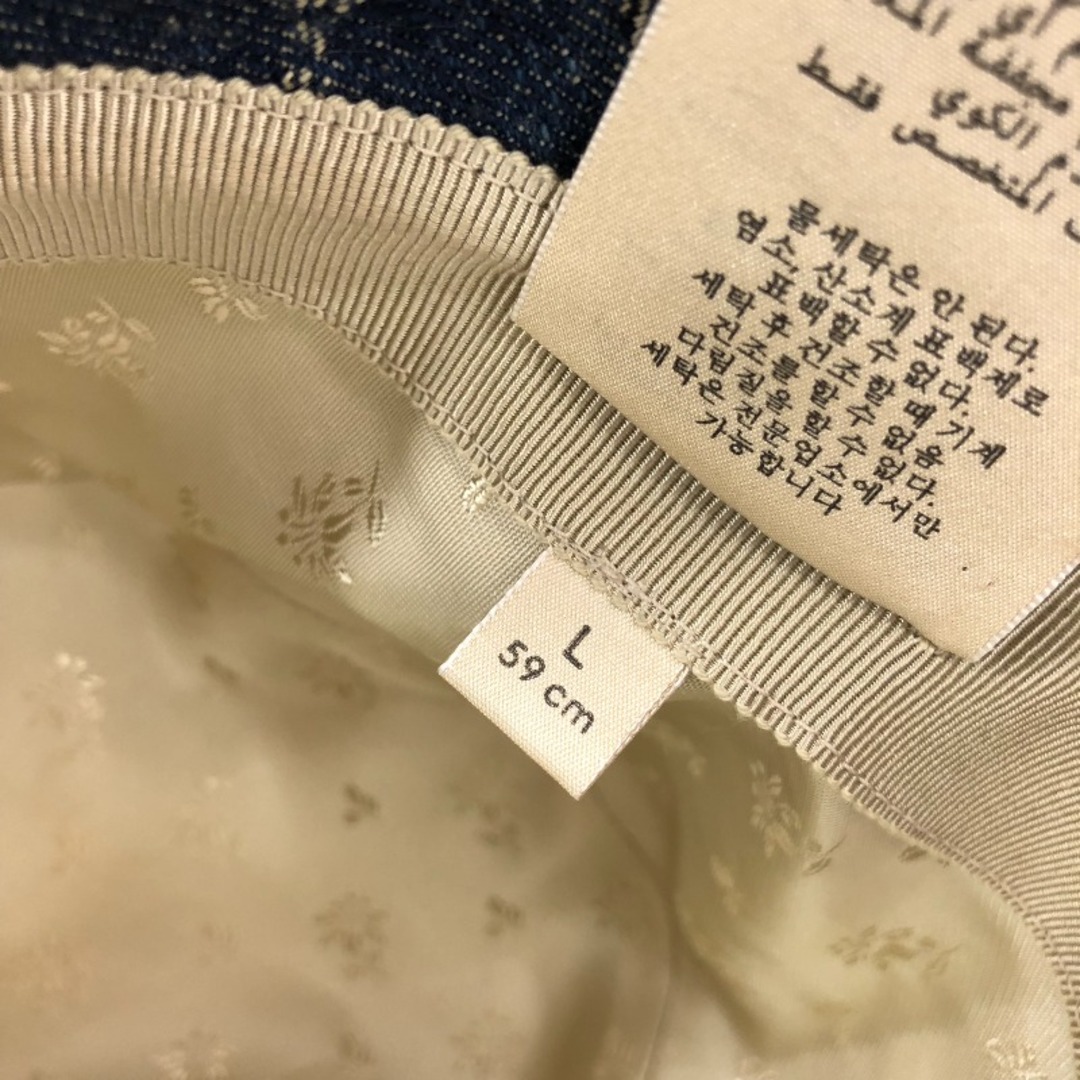 مجففة
الكوي
المتخصص فقط
물세탁은 안 된다.
염소, 산소계 표백제로
표백할 수 없다.
세탁 후 건조할 때 기계
건조를 할 수 없음
다림질을 할 수 없다.
세탁은 전문업소에서만
가능합니다
L
59 cm